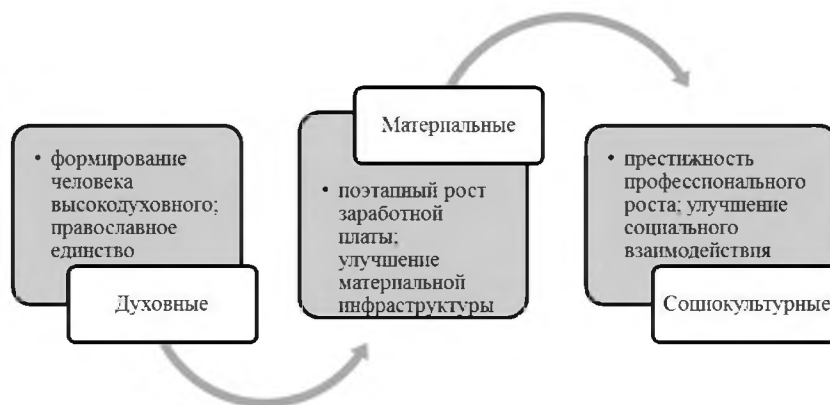 • формирование
человека
высокодуховного;
православное
единство
Духовные
Материальные
• поэтапный рост
заработной
платы;
улучшение
материальной
инфраструктуры
• престижность
профессионального
роста; улучшение
социального
взаимодействия
Социокультурные